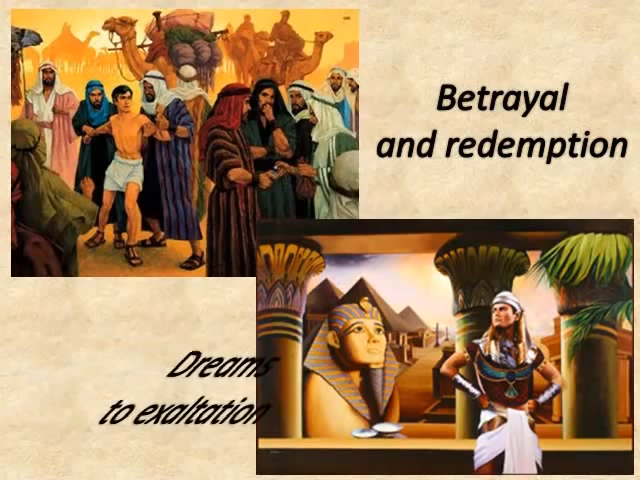 Betrayal
and redemption
Dreams
to exaltation